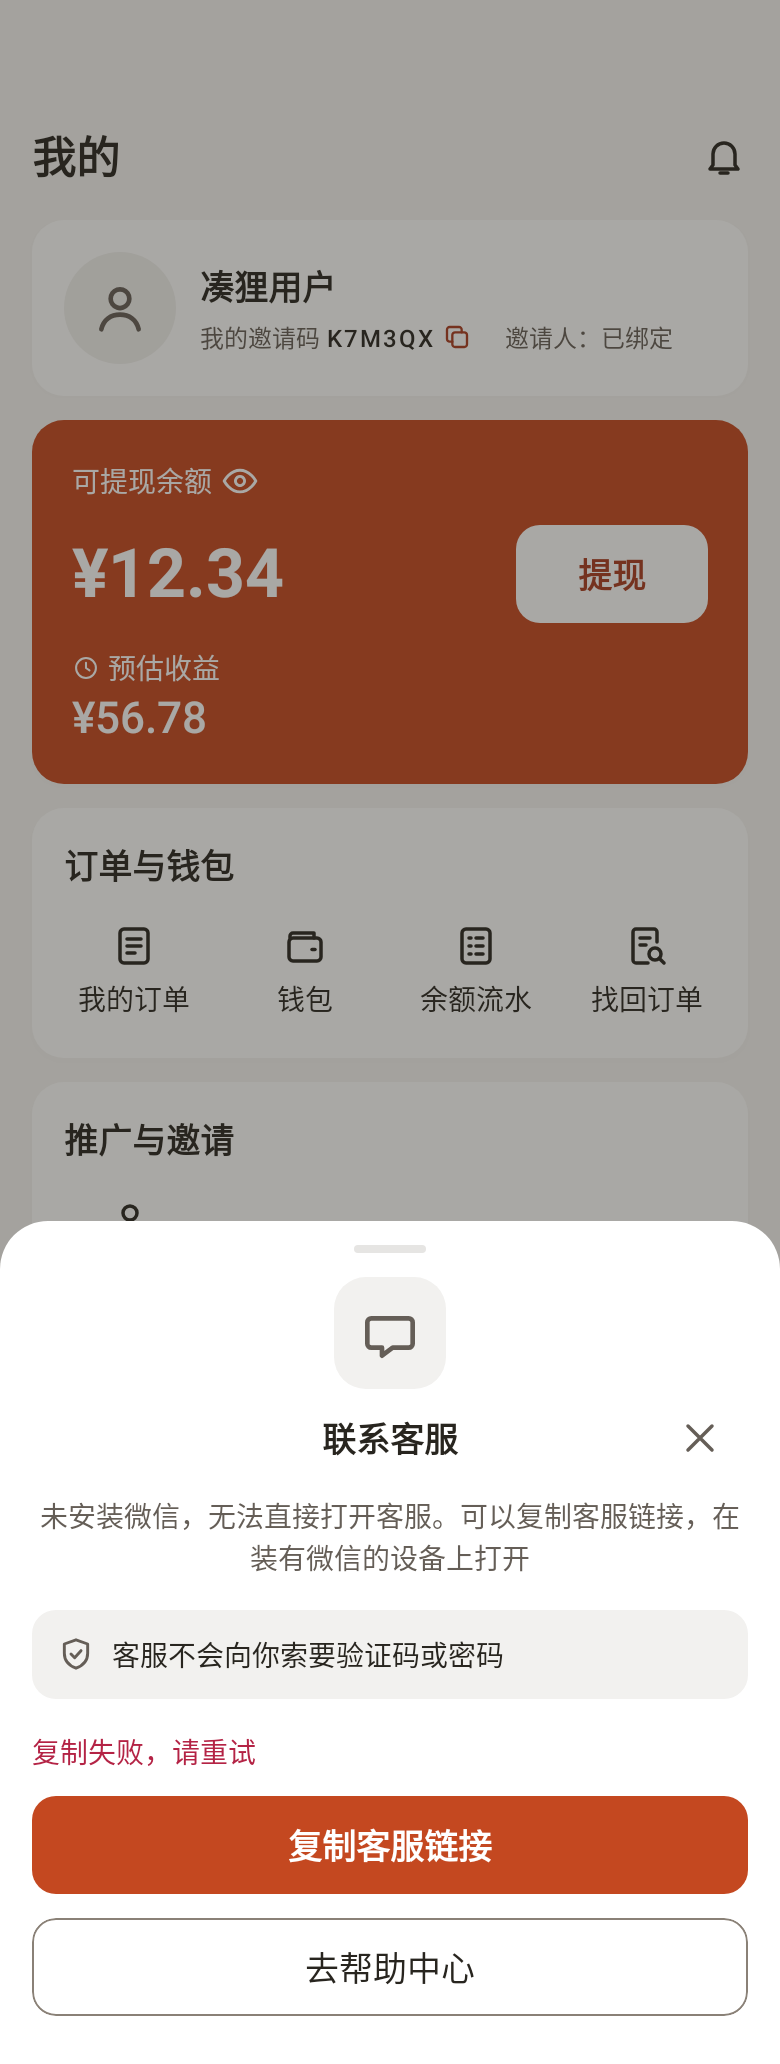 我的
凑狸用户
我的邀请码 K7M3QX 邀请人：已绑定
可提现余额
¥12.34
提现
预估收益
¥56.78
订单与钱包
我的订单 钱包 余额流水 找回订单
推广与邀请
联系客服
未安装微信，无法直接打开客服。可以复制客服链接，在
装有微信的设备上打开
客服不会向你索要验证码或密码
复制失败，请重试
复制客服链接
去帮助中心